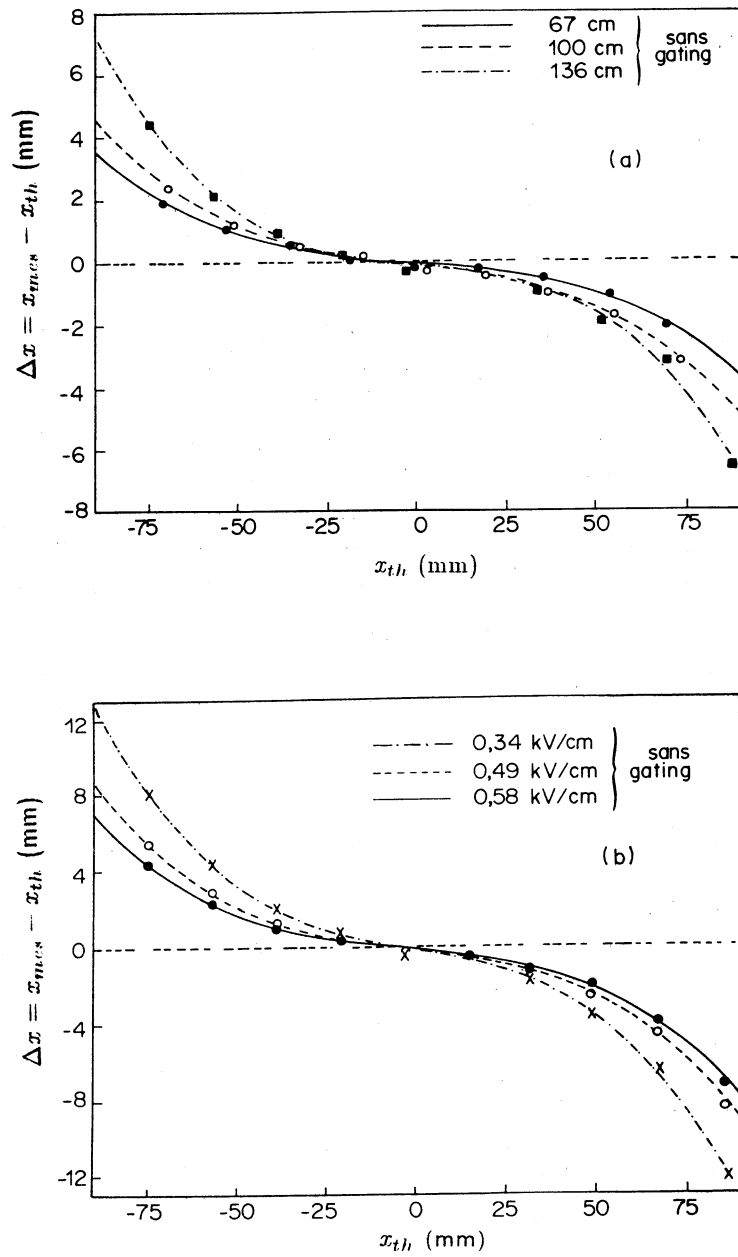 67 cm
100 cm
136 cm
sans
gating
(a)
8
6
4
2
0
-2
-4
-6
-8
Δx = x_mes − x_th (mm)
-75 -50 -25 0 25 50 75
x_th (mm)
0,34 kV/cm
0,49 kV/cm
0,58 kV/cm
sans
gating
(b)
12
8
4
0
-4
-8
-12
Δx = x_mes − x_th (mm)
-75 -50 -25 0 25 50 75
x_th (mm)